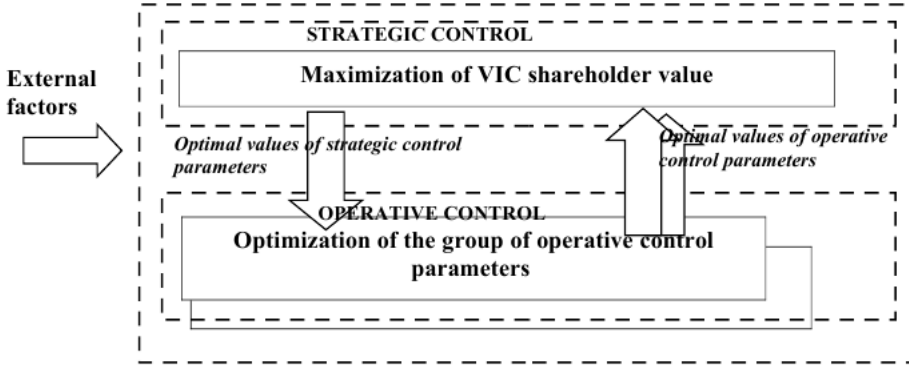 STRATEGIC CONTROL
Maximization of VIC shareholder value
External
factors
Optimal values of strategic control
parameters
Optimal values of operative
control parameters
OPERATIVE CONTROL
Optimization of the group of operative control
parameters